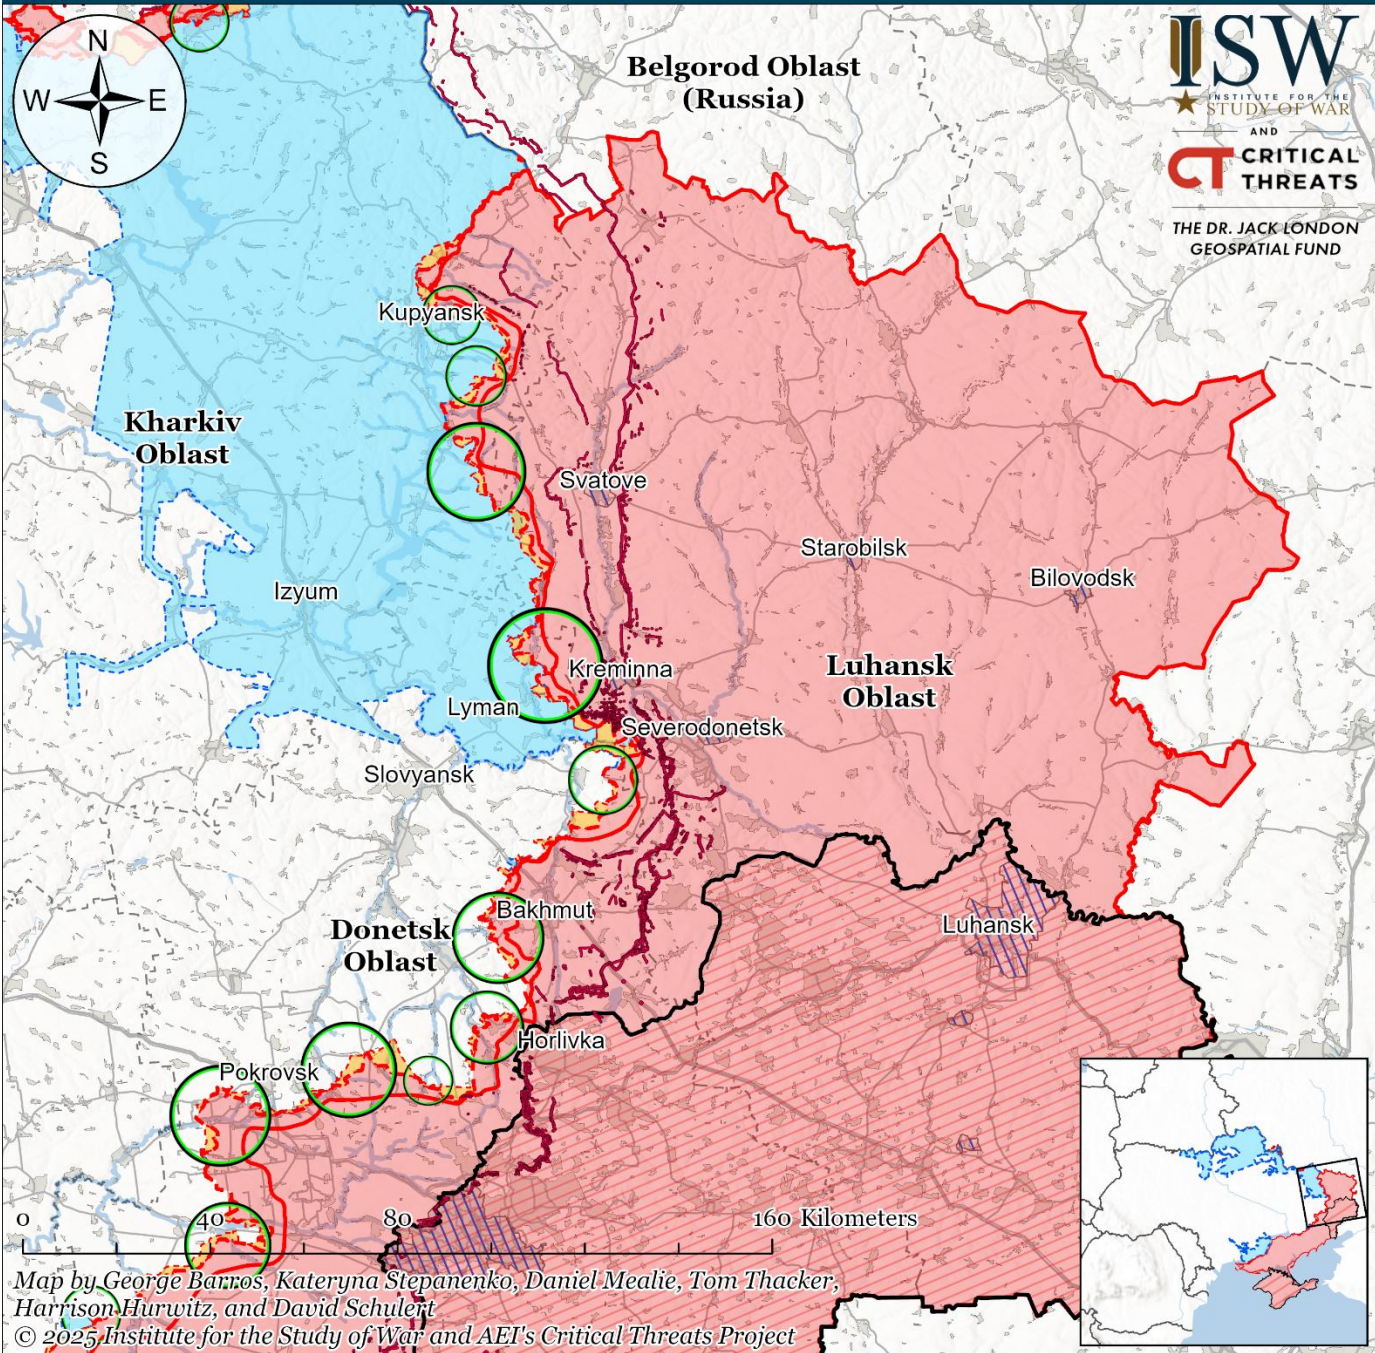 N
W E
S
Belgorod Oblast
(Russia)
ISW
INSTITUTE FOR THE
STUDY OF WAR
AND
CT CRITICAL
THREATS
THE DR. JACK LONDON
GEOSPATIAL FUND
Kupyansk
Kharkiv
Oblast
Svatove
Starobilsk
Bilovodsk
Izyum
Kreminna
Luhansk
Oblast
Lyman
Severodonetsk
Slovyansk
Bakhmut
Luhansk
Donetsk
Oblast
Horlivka
Pokrovsk
0 40 80 160 Kilometers
Map by George Barros, Kateryna Stepanenko, Daniel Mealie, Tom Thacker,
Harrison Hurwitz, and David Schulert
© 2025 Institute for the Study of War and AEI's Critical Threats Project